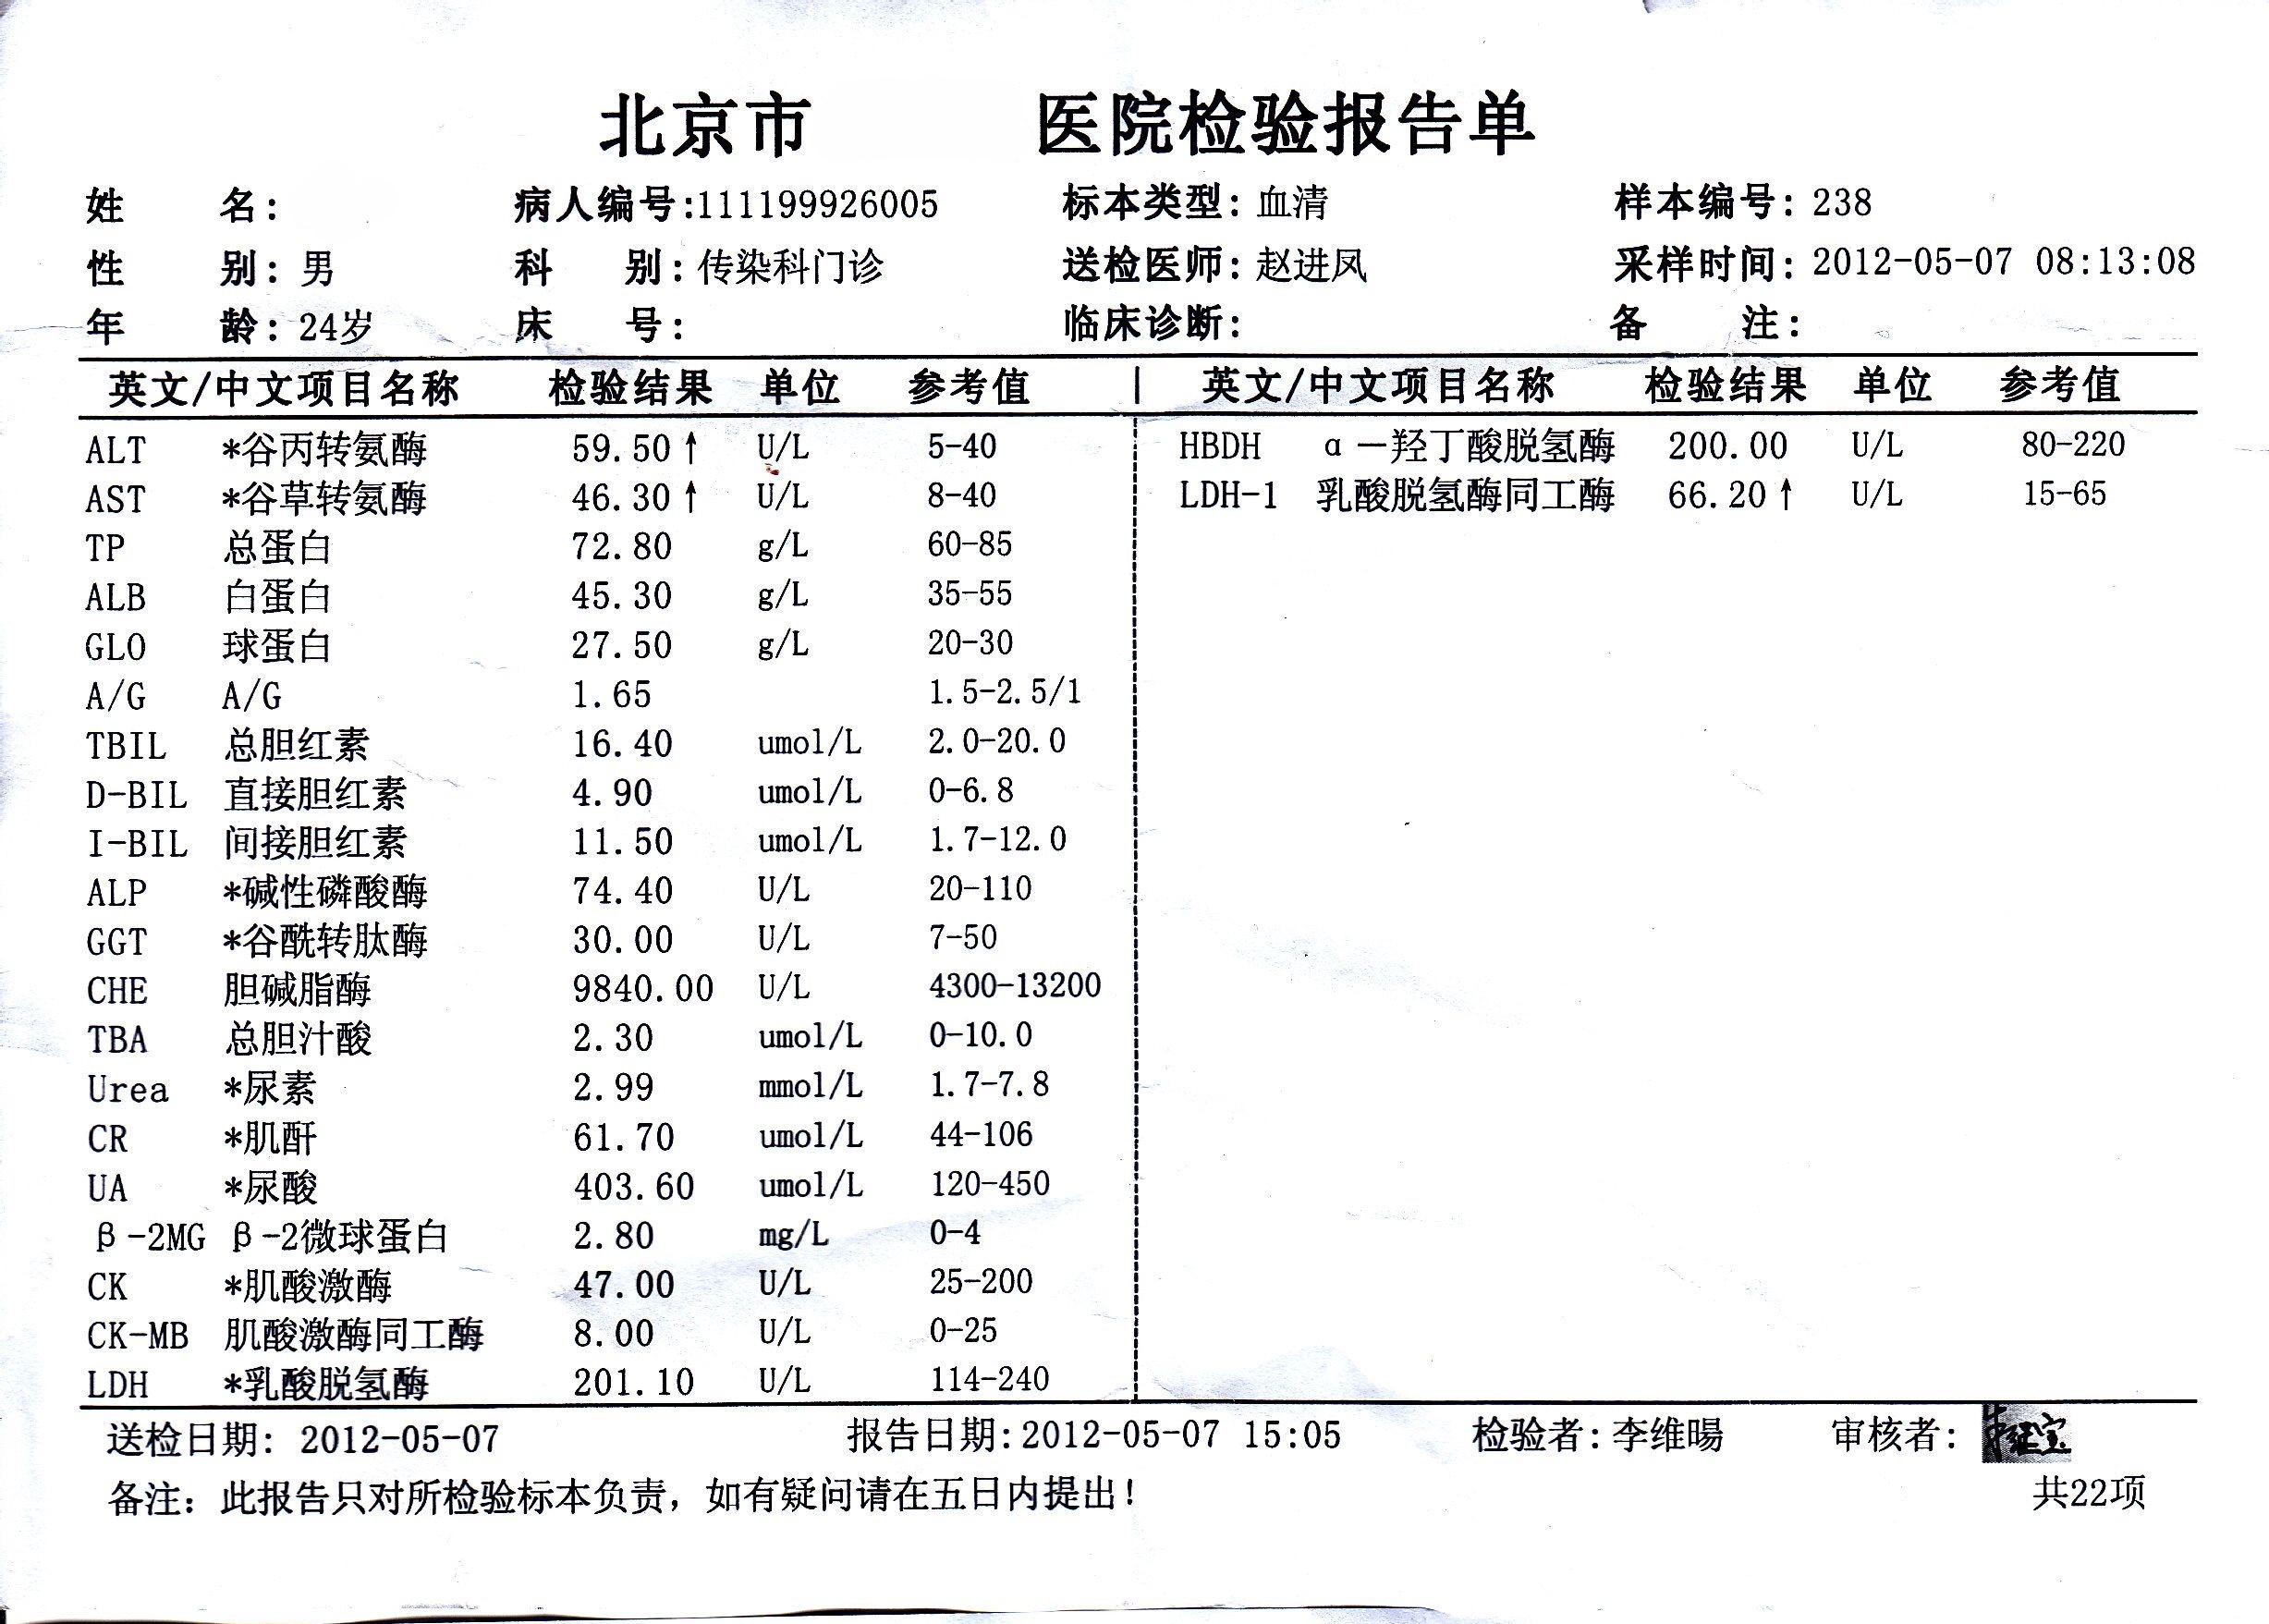 北京市 医院检验报告单
姓 名: 病人编号:111199926005 标本类型: 血清 样本编号: 238
性 别: 男 科 别: 传染科门诊 送检医师: 赵进凤 采样时间: 2012-05-07 08:13:08
年 龄: 24岁 床 号: 临床诊断: 备 注:
英文/中文项目名称 检验结果 单位 参考值 | 英文/中文项目名称 检验结果 单位 参考值
ALT *谷丙转氨酶 59.50↑ U/L 5-40 HBDH α-羟丁酸脱氢酶 200.00 U/L 80-220
AST *谷草转氨酶 46.30↑ U/L 8-40 LDH-1 乳酸脱氢酶同工酶 66.20↑ U/L 15-65
TP 总蛋白 72.80 g/L 60-85
ALB 白蛋白 45.30 g/L 35-55
GLO 球蛋白 27.50 g/L 20-30
A/G A/G 1.65 1.5-2.5/1
TBIL 总胆红素 16.40 umol/L 2.0-20.0
D-BIL 直接胆红素 4.90 umol/L 0-6.8
I-BIL 间接胆红素 11.50 umol/L 1.7-12.0
ALP *碱性磷酸酶 74.40 U/L 20-110
GGT *谷酰转肽酶 30.00 U/L 7-50
CHE 胆碱脂酶 9840.00 U/L 4300-13200
TBA 总胆汁酸 2.30 umol/L 0-10.0
Urea *尿素 2.99 mmol/L 1.7-7.8
CR *肌酐 61.70 umol/L 44-106
UA *尿酸 403.60 umol/L 120-450
β-2MG β-2微球蛋白 2.80 mg/L 0-4
CK *肌酸激酶 47.00 U/L 25-200
CK-MB 肌酸激酶同工酶 8.00 U/L 0-25
LDH *乳酸脱氢酶 201.10 U/L 114-240
送检日期: 2012-05-07 报告日期:2012-05-07 15:05 检验者:李维暘 审核者:
备注: 此报告只对所检验标本负责, 如有疑问请在五日内提出! 共22项